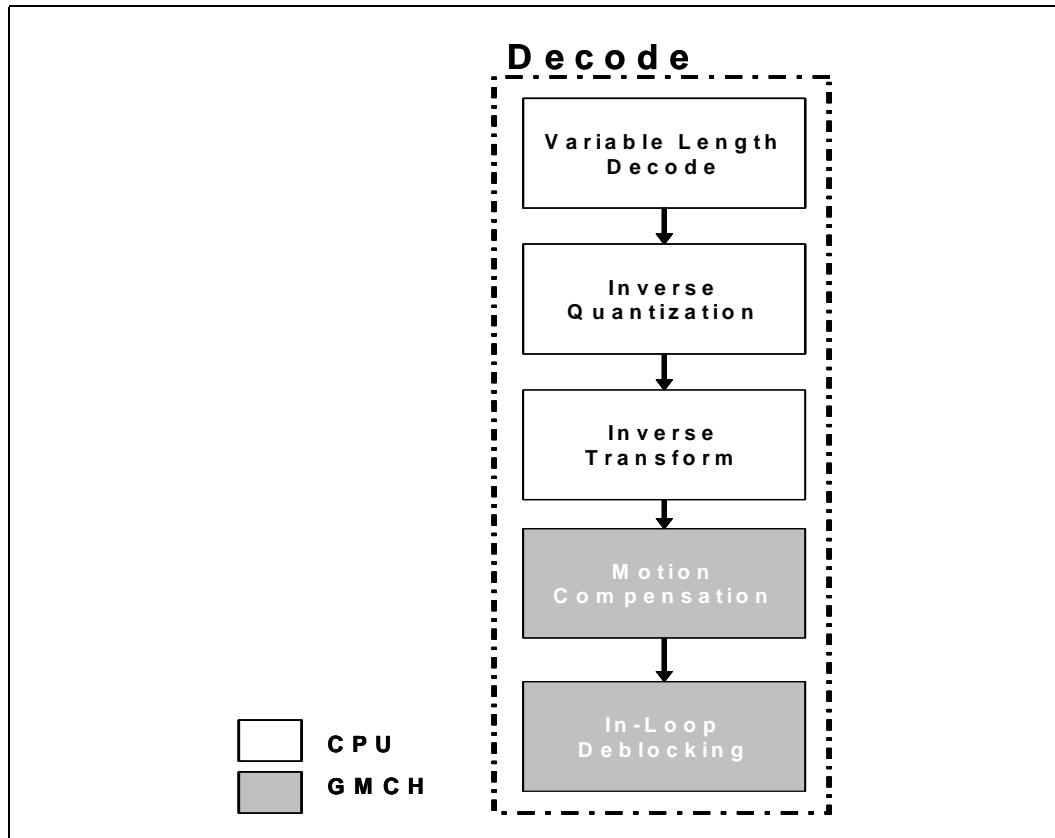 Decode
Variable Length
Decode
Inverse
Quantization
Inverse
Transform
Motion
Compensation
In-Loop
Deblocking
CPU
GMCH